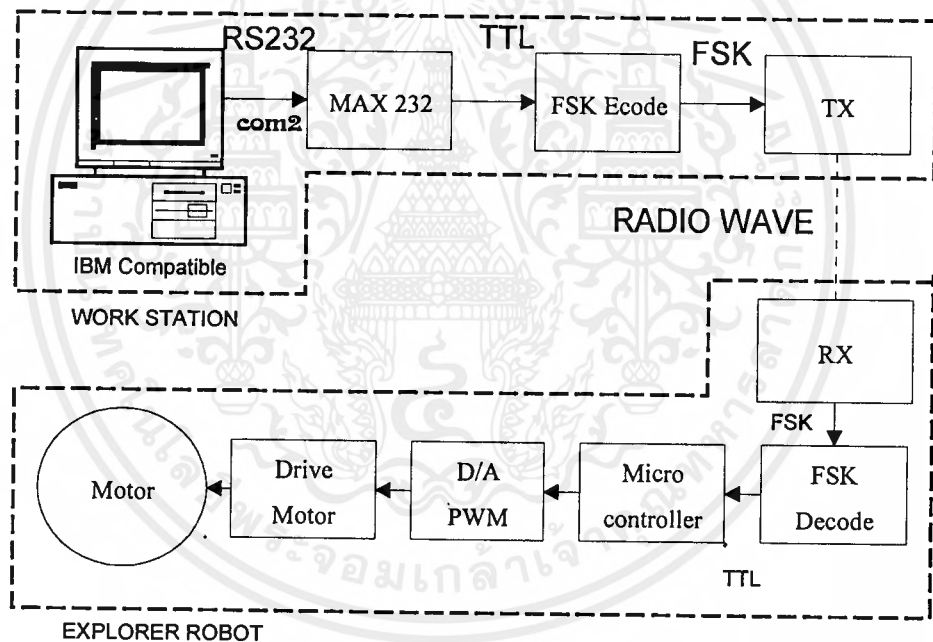 RS232
TTL
FSK
com2
MAX 232
FSK Ecode
TX
IBM Compatible
WORK STATION
RADIO WAVE
RX
FSK
Motor
Drive
Motor
D/A
PWM
Micro
controller
FSK
Decode
TTL
EXPLORER ROBOT